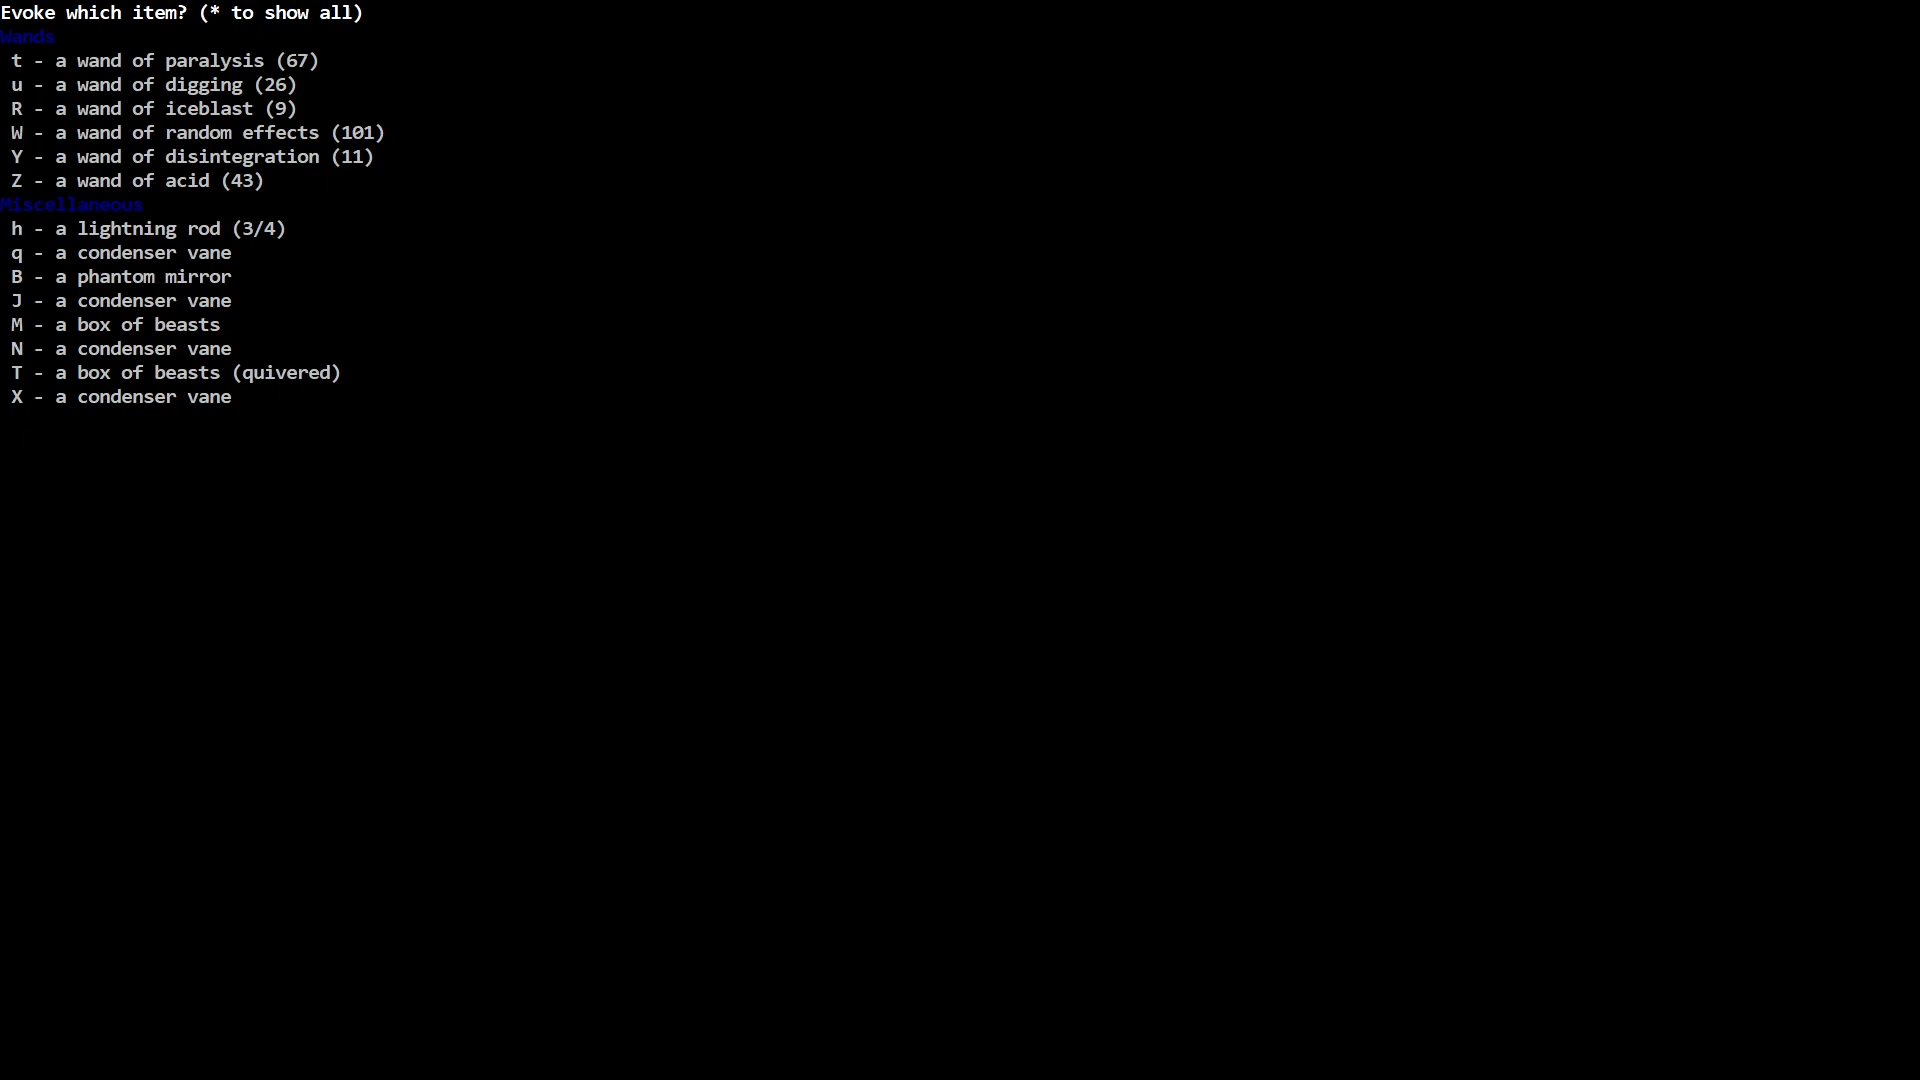 Evoke which item? (* to show all)
Wands
t - a wand of paralysis (67)
u - a wand of digging (26)
R - a wand of iceblast (9)
W - a wand of random effects (101)
Y - a wand of disintegration (11)
Z - a wand of acid (43)
Miscellaneous
h - a lightning rod (3/4)
q - a condenser vane
B - a phantom mirror
J - a condenser vane
M - a box of beasts
N - a condenser vane
T - a box of beasts (quivered)
X - a condenser vane